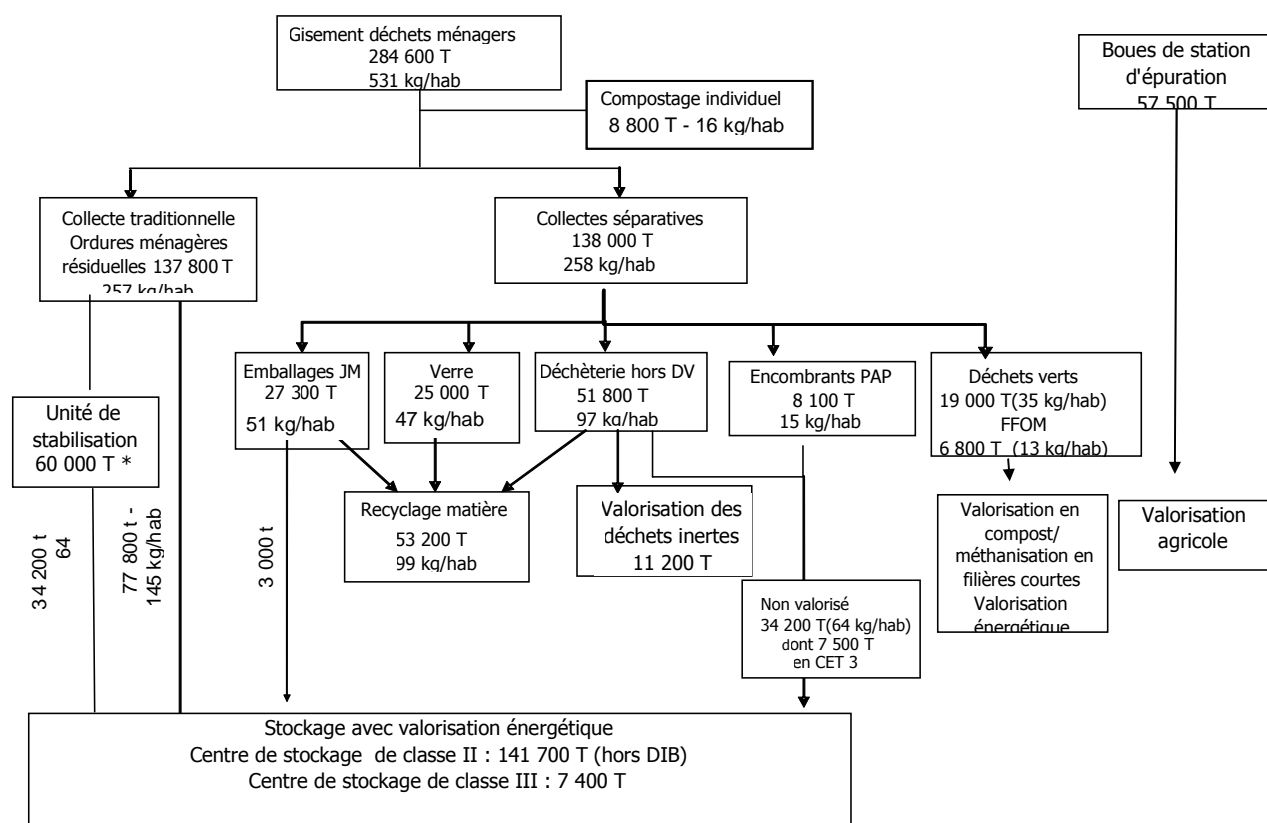 Gisement déchets ménagers
284 600 T
531 kg/hab
Boues de station
d'épuration
57 500 T
Compostage individuel
8 800 T - 16 kg/hab
Collecte traditionnelle
Ordures ménagères
résiduelles 137 800 T
257 kg/hab
Collectes séparatives
138 000 T
258 kg/hab
Emballages JM
27 300 T
51 kg/hab
Verre
25 000 T
47 kg/hab
Déchèterie hors DV
51 800 T
97 kg/hab
Encombrants PAP
8 100 T
15 kg/hab
Déchets verts
19 000 T(35 kg/hab)
FFOM
6 800 T (13 kg/hab)
Unité de
stabilisation
60 000 T *
34 200 t
64
77 800 t -
145 kg/hab
3 000 t
Recyclage matière
53 200 T
99 kg/hab
Valorisation des
déchets inertes
11 200 T
Valorisation en
compost/
méthanisation en
filières courtes
Valorisation
énergétique
Valorisation
agricole
Non valorisé
34 200 T(64 kg/hab)
dont 7 500 T
en CET 3
Stockage avec valorisation énergétique
Centre de stockage de classe II : 141 700 T (hors DIB)
Centre de stockage de classe III : 7 400 T